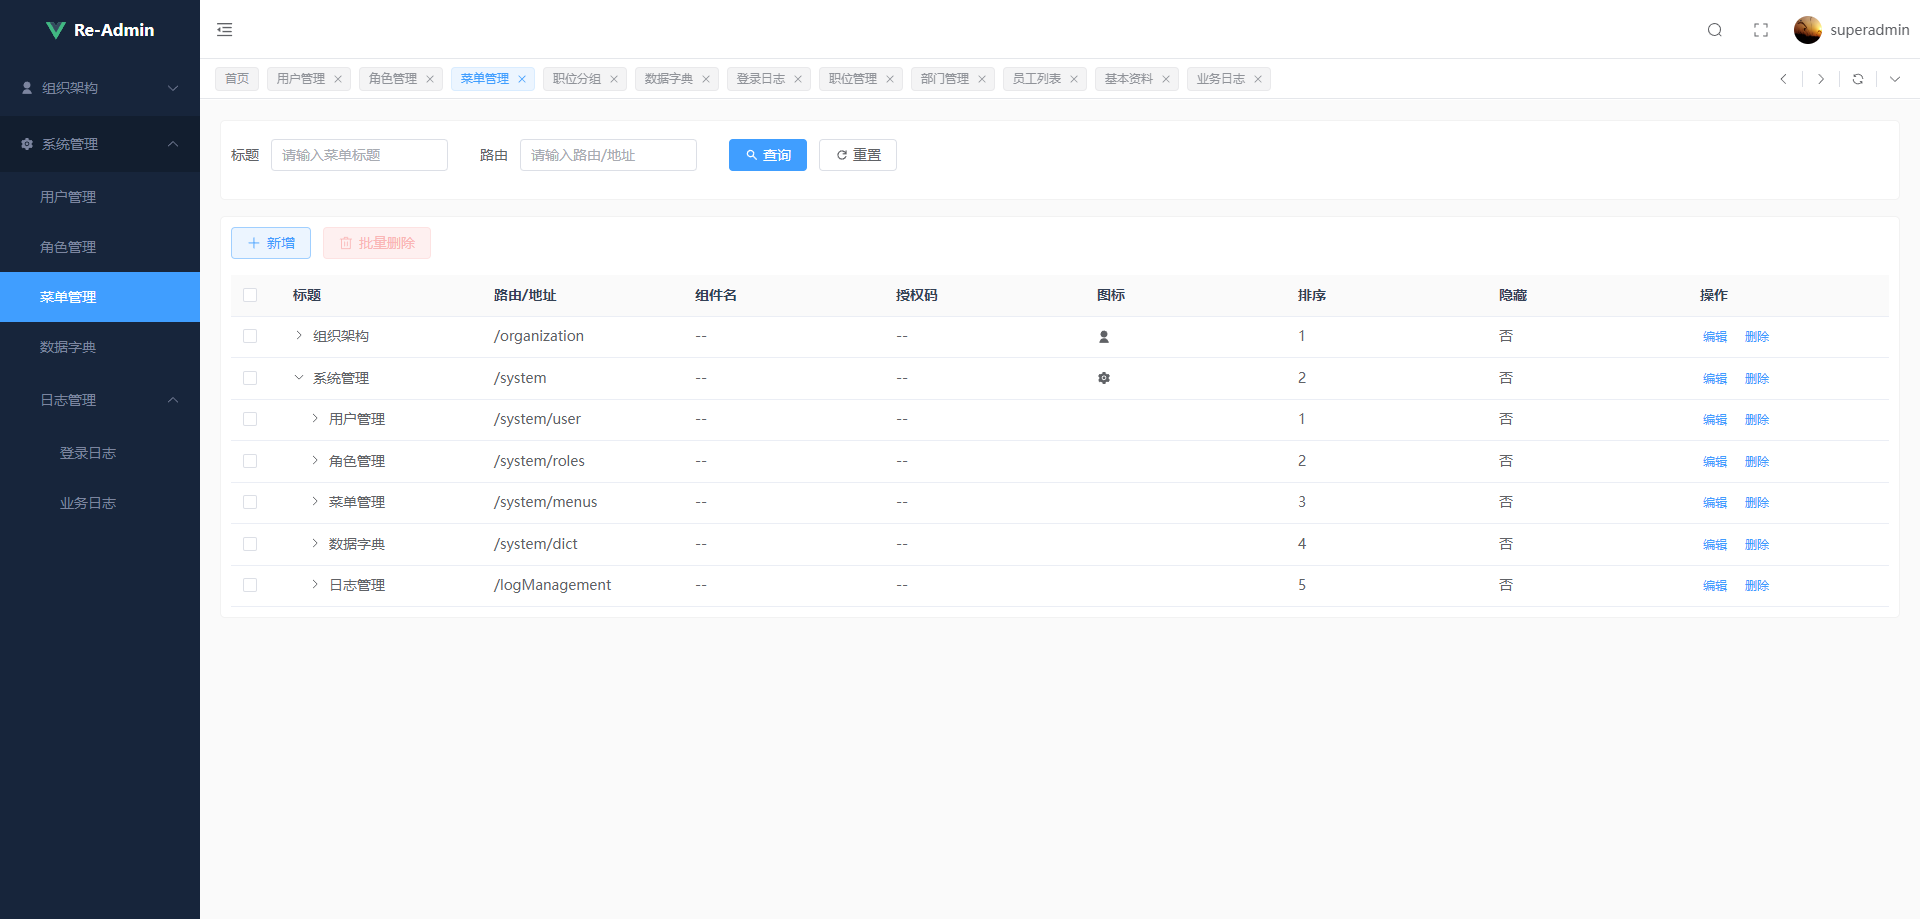 Re-Admin
superadmin
组织架构
系统管理
用户管理
角色管理
菜单管理
数据字典
日志管理
登录日志
业务日志
首页 用户管理 角色管理 菜单管理 职位分组 数据字典 登录日志 职位管理 部门管理 员工列表 基本资料 业务日志
标题 请输入菜单标题 路由 请输入路由/地址 查询 重置
新增 批量删除
标题 路由/地址 组件名 授权码 图标 排序 隐藏 操作
组织架构 /organization -- -- 1 否 编辑 删除
系统管理 /system -- -- 2 否 编辑 删除
用户管理 /system/user -- -- 1 否 编辑 删除
角色管理 /system/roles -- -- 2 否 编辑 删除
菜单管理 /system/menus -- -- 3 否 编辑 删除
数据字典 /system/dict -- -- 4 否 编辑 删除
日志管理 /logManagement -- -- 5 否 编辑 删除